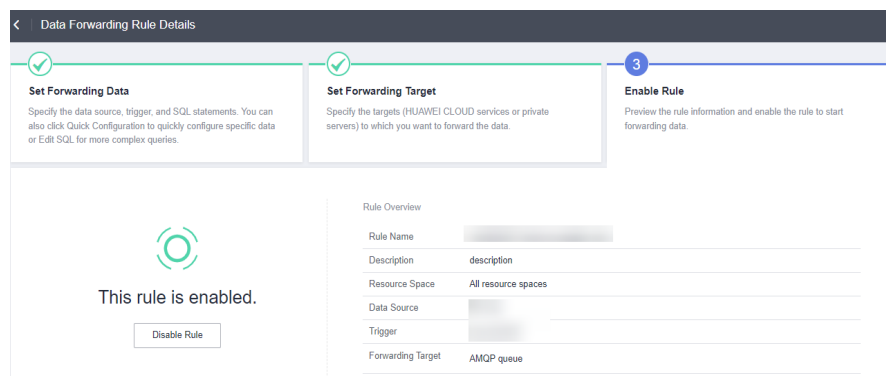 Data Forwarding Rule Details
3
Set Forwarding Data
Specify the data source, trigger, and SQL statements. You can
also click Quick Configuration to quickly configure specific data
or Edit SQL for more complex queries.
Set Forwarding Target
Specify the targets (HUAWEI CLOUD services or private
servers) to which you want to forward the data.
Enable Rule
Preview the rule information and enable the rule to start
forwarding data.
This rule is enabled.
Disable Rule
Rule Overview
Rule Name
Description description
Resource Space All resource spaces
Data Source
Trigger
Forwarding Target AMQP queue